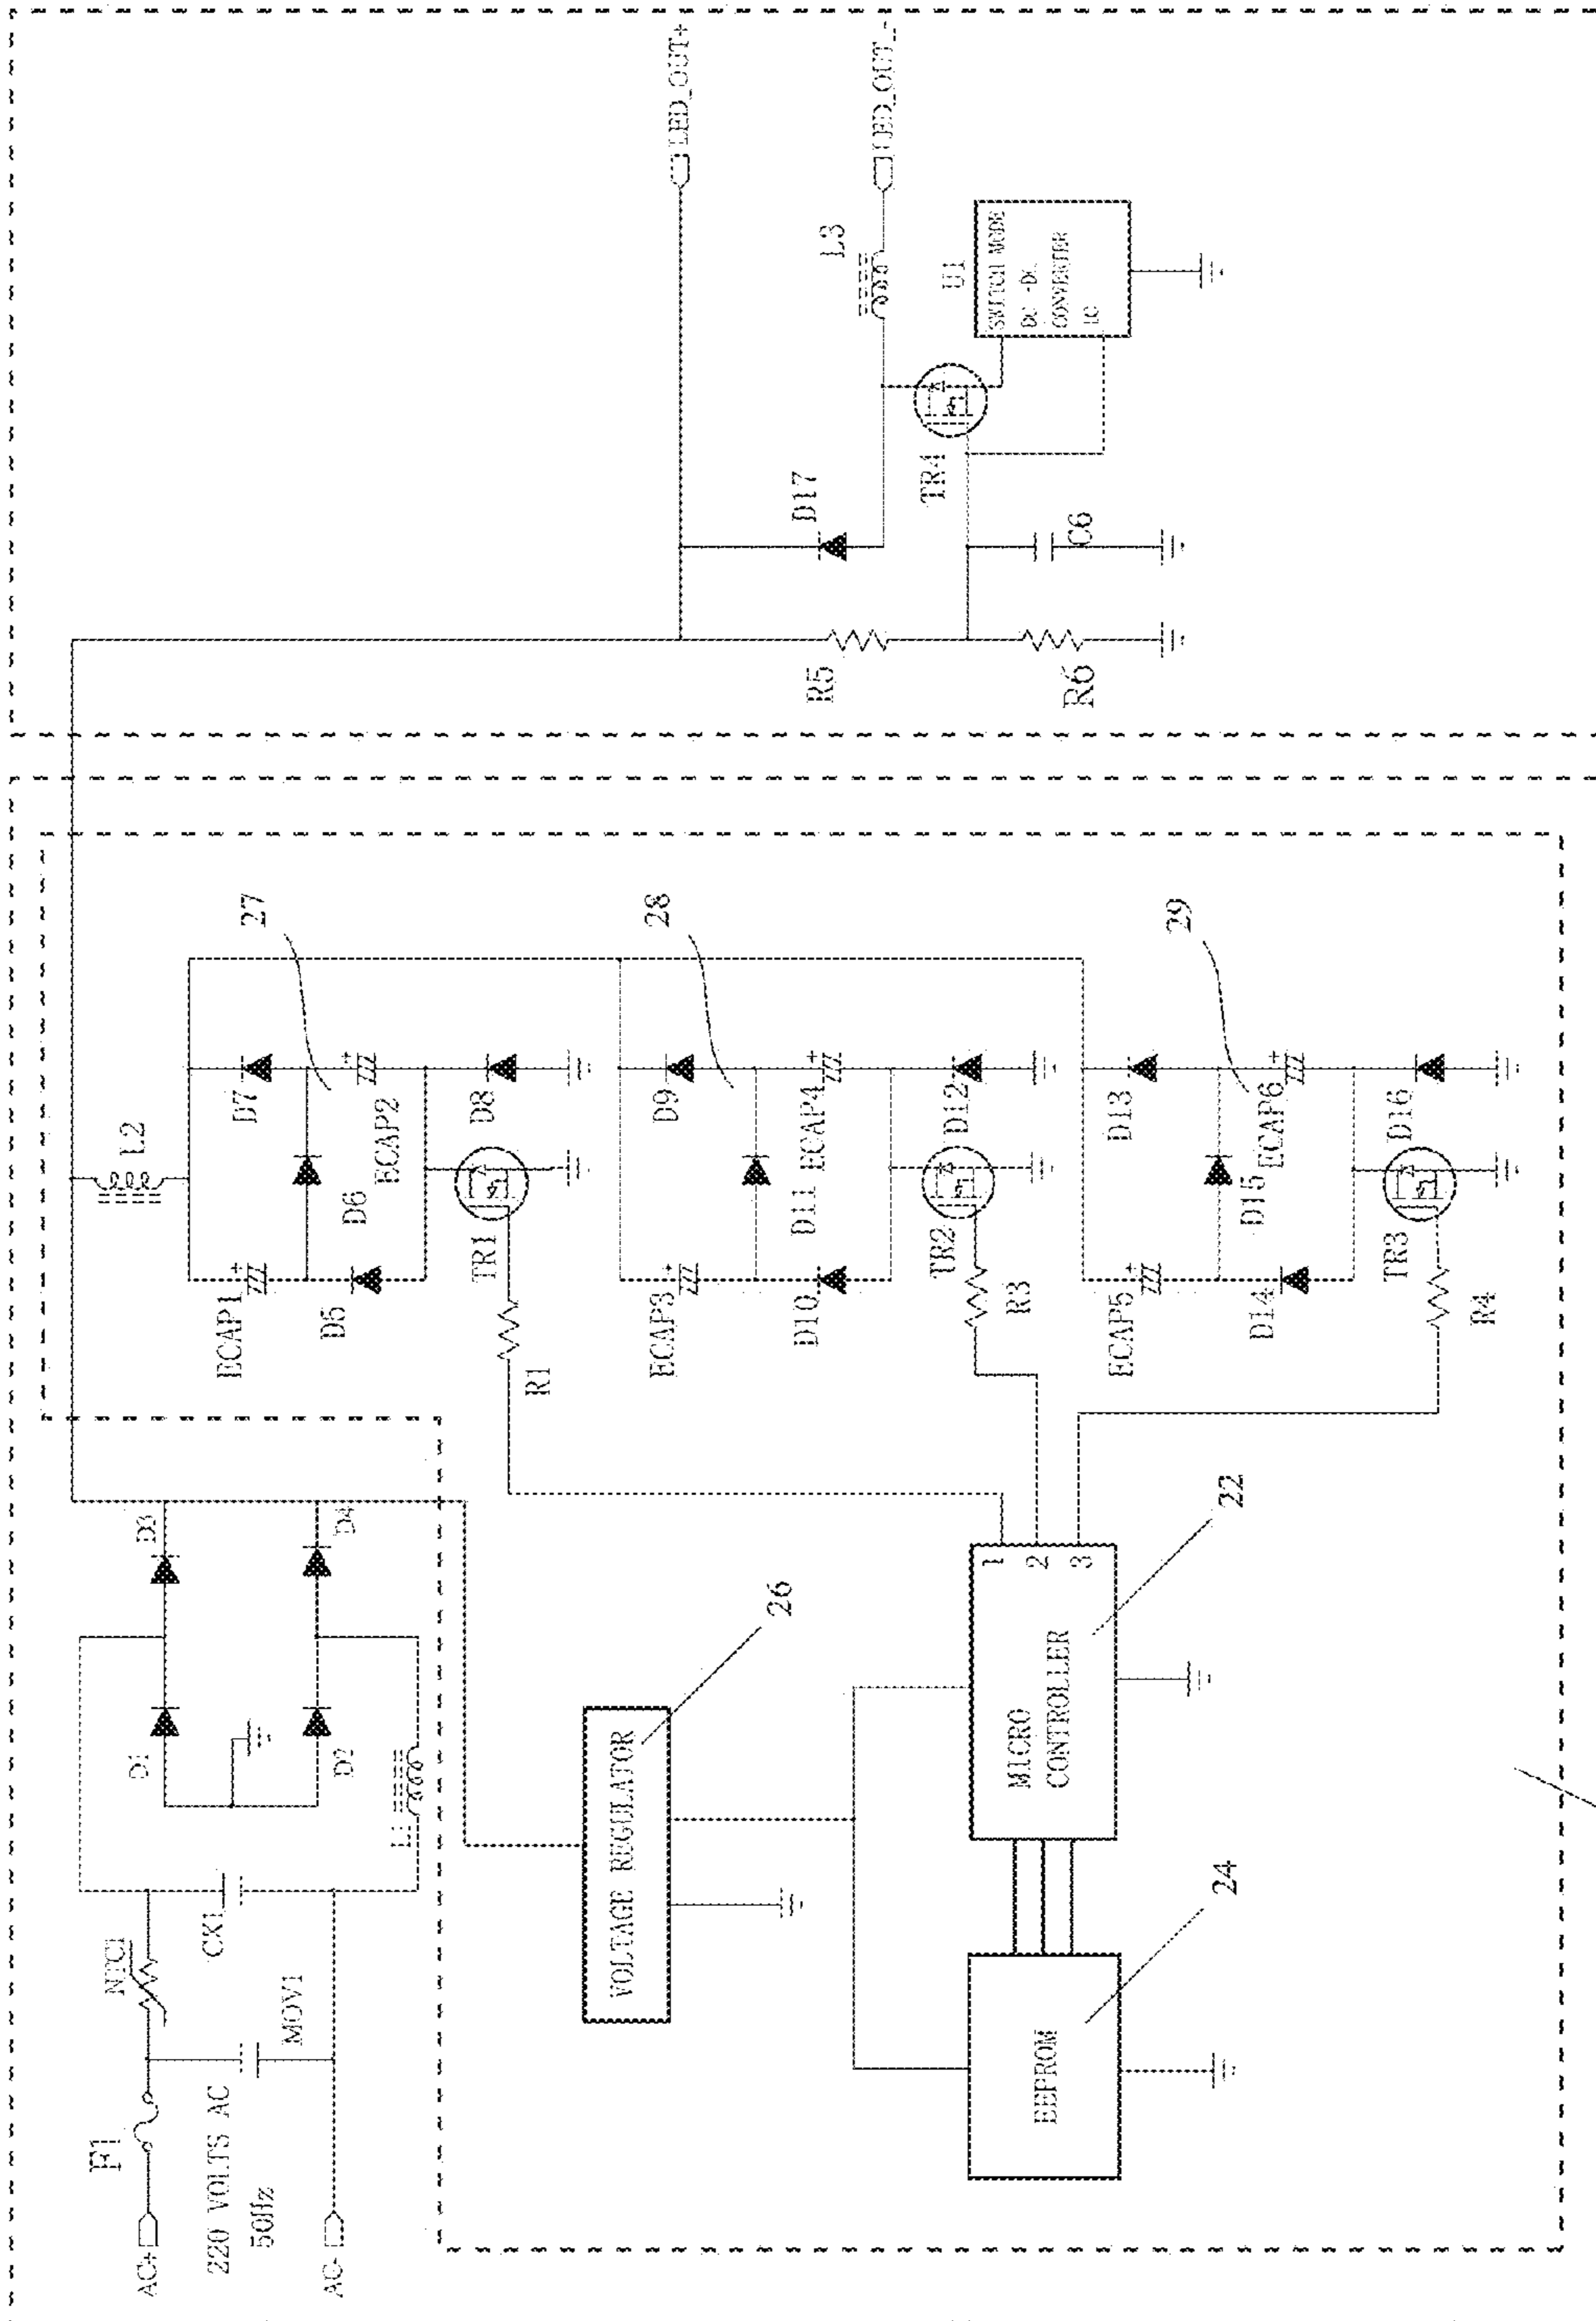 AC+
F1
220 VOLTS AC
50Hz
AC-
MOV1
NTC1
CX1
L1
D1
D2
D3
D4
VOLTAGE REGULATOR
26
EEPROM
24
MICRO
CONTROLLER
1
2
3
22
L2
ECAP1
D5
D6
D7
ECAP2
D8
27
TR1
R1
ECAP3
D10
D11
D9
ECAP4
D12
28
TR2
R3
ECAP5
D14
D15
D13
ECAP6
D16
29
TR3
R4
R5
R6
D17
C6
TR4
L3
U1
SWITCH MODE
DC -DC
CONVERTER
IC
LED_OUT+
LED_OUT_-